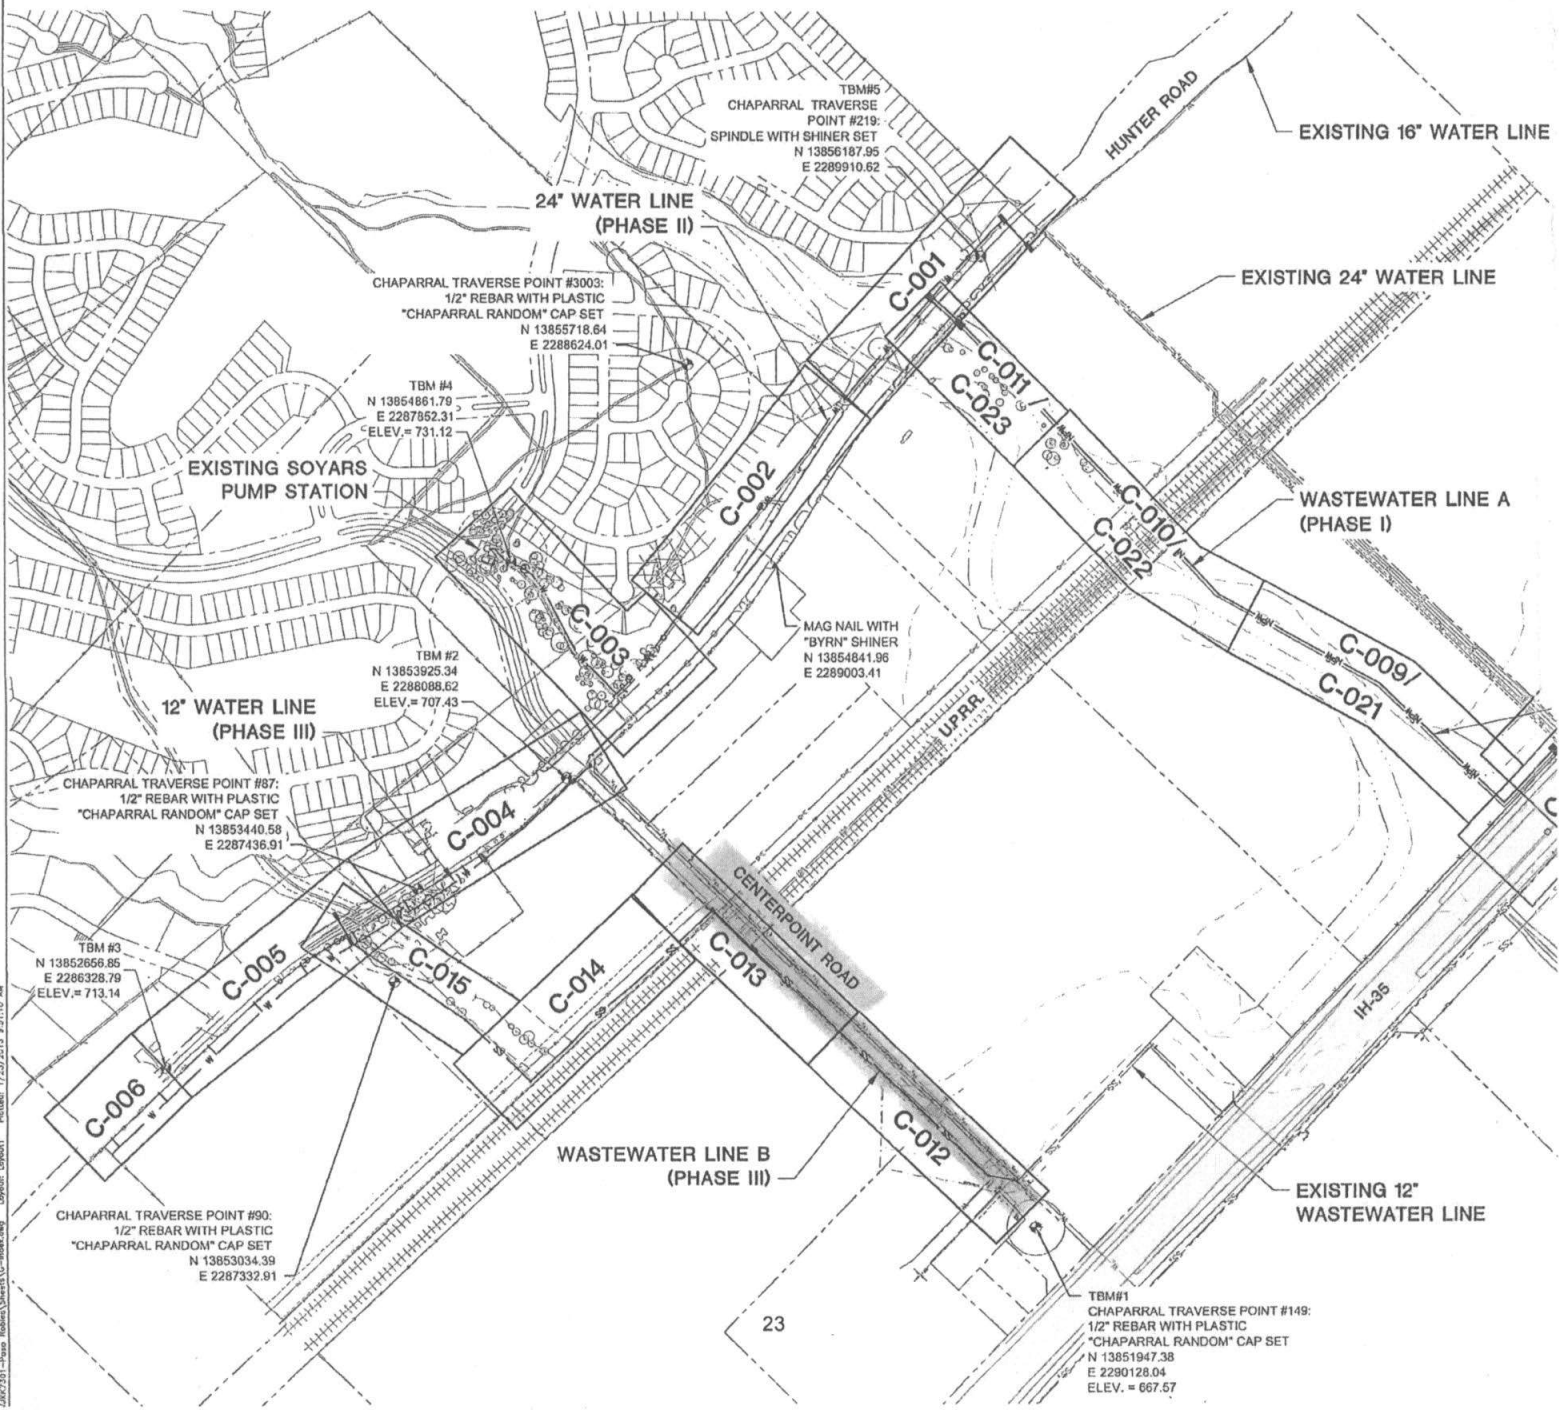 TBM#5
CHAPARRAL TRAVERSE
POINT #219:
SPINDLE WITH SHINER SET
N 13856187.95
E 2289910.62
HUNTER ROAD
EXISTING 16" WATER LINE
24" WATER LINE
(PHASE II)
C-001
EXISTING 24" WATER LINE
CHAPARRAL TRAVERSE POINT #3003:
1/2" REBAR WITH PLASTIC
"CHAPARRAL RANDOM" CAP SET
N 13855718.64
E 2288624.01
C-011 /
C-023
TBM #4
N 13854861.79
E 2287852.31
ELEV.= 731.12
EXISTING SOYARS
PUMP STATION
C-002
C-010/
C-022
WASTEWATER LINE A
(PHASE I)
C-003
MAG NAIL WITH
"BYRN" SHINER
N 13854841.96
E 2289003.41
C-009/
C-021
TBM #2
N 13853925.34
E 2288088.62
ELEV.= 707.43
U.P.R.R.
12" WATER LINE
(PHASE III)
CHAPARRAL TRAVERSE POINT #87:
1/2" REBAR WITH PLASTIC
"CHAPARRAL RANDOM" CAP SET
N 13853440.58
E 2287436.91
C-004
CENTERPOINT ROAD
TBM #3
N 13852656.85
E 2286328.79
ELEV.= 713.14
C-005
C-015
C-014
C-013
IH-35
C-006
C-012
WASTEWATER LINE B
(PHASE III)
EXISTING 12"
WASTEWATER LINE
CHAPARRAL TRAVERSE POINT #90:
1/2" REBAR WITH PLASTIC
"CHAPARRAL RANDOM" CAP SET
N 13853034.39
E 2287332.91
23
TBM#1
CHAPARRAL TRAVERSE POINT #149:
1/2" REBAR WITH PLASTIC
"CHAPARRAL RANDOM" CAP SET
N 13851947.38
E 2290128.04
ELEV. = 667.57